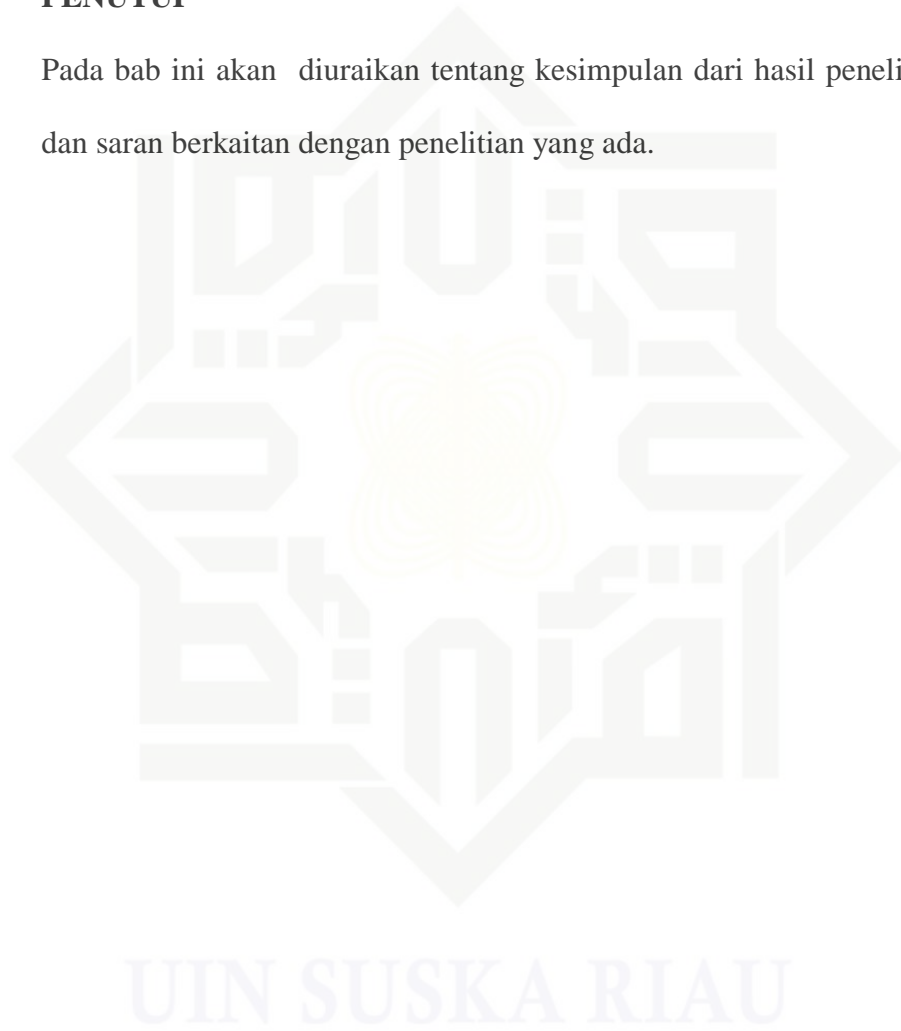 PENUTUP
Pada bab ini akan diuraikan tentang kesimpulan dari hasil peneli
dan saran berkaitan dengan penelitian yang ada.
UIN SUSKA RIAU